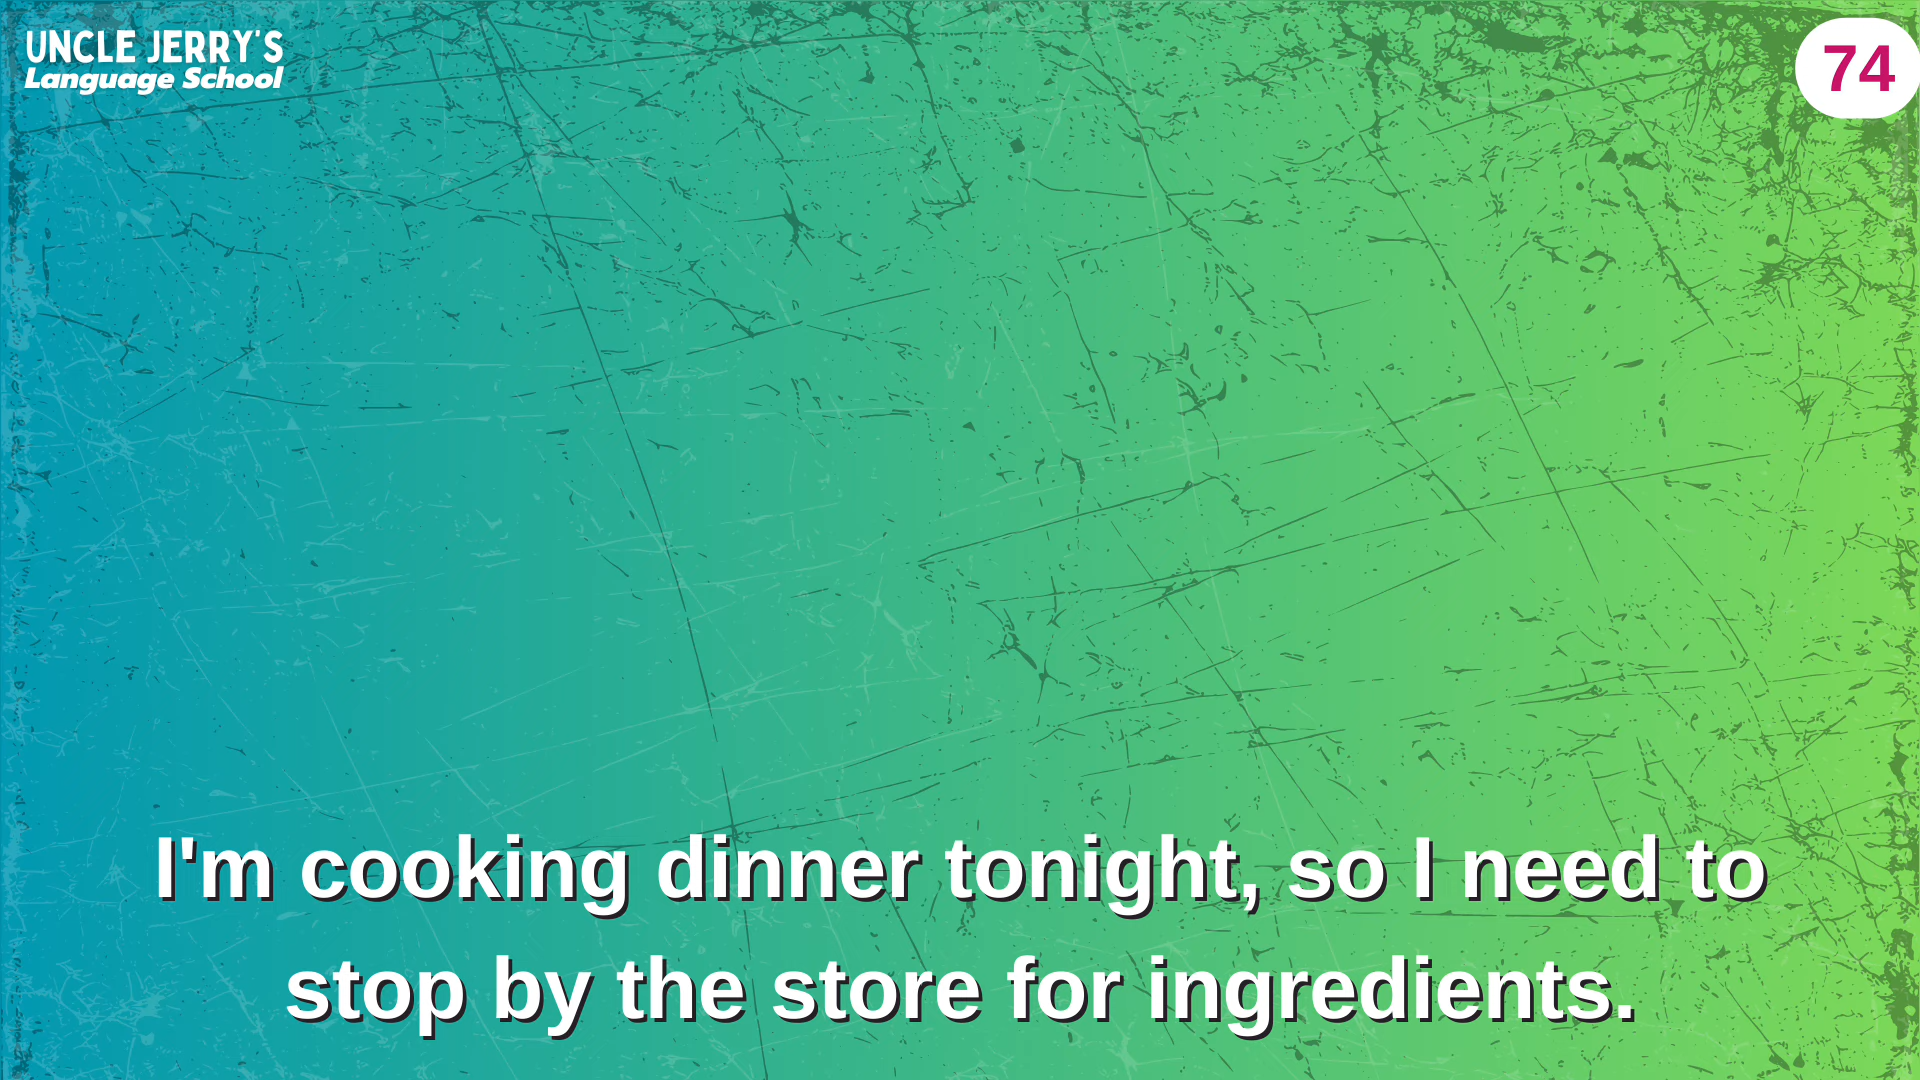 UNCLE JERRY'S
Language School
74
I'm cooking dinner tonight, so I need to
stop by the store for ingredients.